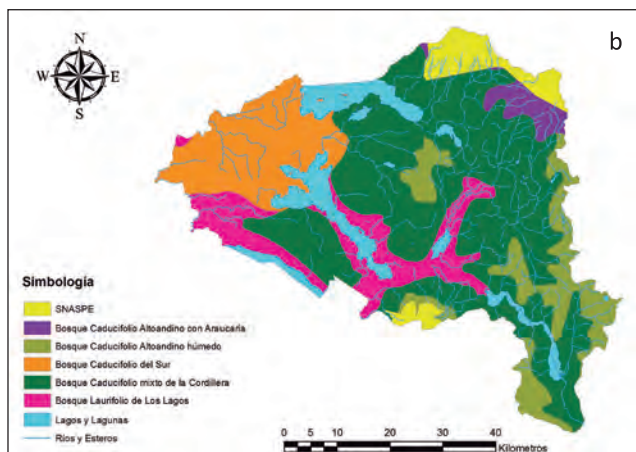 b
N
W E
S
Simbología
SNASPE
Bosque Caducifolio Altoandino con Araucaria
Bosque Caducifolio Altoandino húmedo
Bosque Caducifolio del Sur
Bosque Caducifolio mixto de la Cordillera
Bosque Laurifolio de Los Lagos
Lagos y Lagunas
Ríos y Esteros
0 5 10 20 30 40
Kilometros